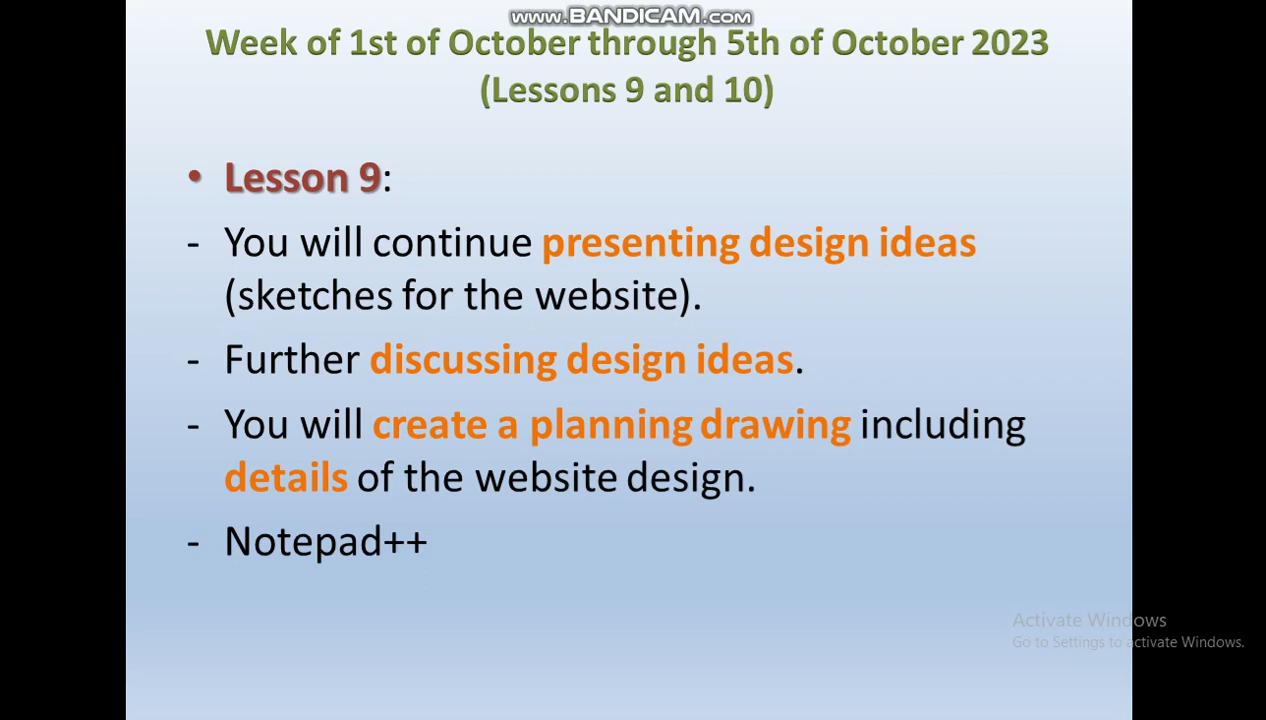 www.BANDICAM.com
Week of 1st of October through 5th of October 2023
(Lessons 9 and 10)
• Lesson 9:
- You will continue presenting design ideas
(sketches for the website).
- Further discussing design ideas.
- You will create a planning drawing including
details of the website design.
- Notepad++
Activate Windows
Go to Settings to activate Windows.